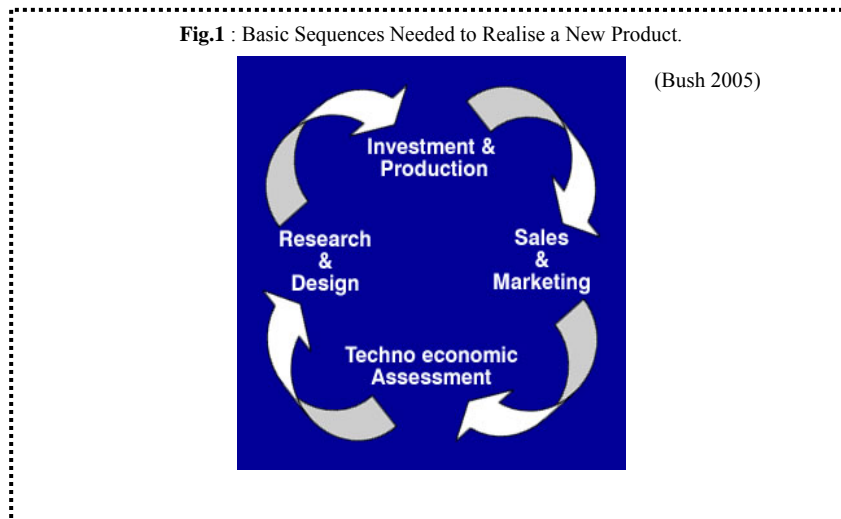 Fig.1 : Basic Sequences Needed to Realise a New Product.
(Bush 2005)
Investment &
Production
Research
&
Design
Sales
&
Marketing
Techno economic
Assessment